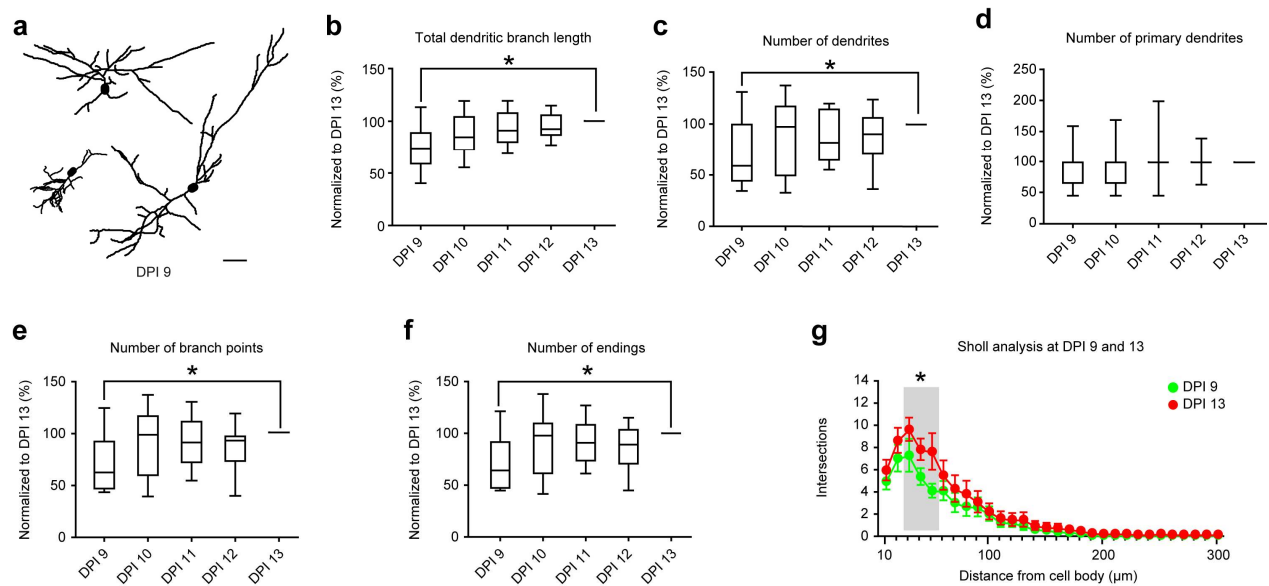 a
DPI 9
b
Total dendritic branch length
*
Normalized to DPI 13 (%)
150
100
50
0
DPI 9
DPI 10
DPI 11
DPI 12
DPI 13
c
Number of dendrites
*
Normalized to DPI 13 (%)
150
100
50
0
DPI 9
DPI 10
DPI 11
DPI 12
DPI 13
d
Number of primary dendrites
Normalized to DPI 13 (%)
250
200
150
100
50
0
DPI 9
DPI 10
DPI 11
DPI 12
DPI 13
e
Number of branch points
*
Normalized to DPI 13 (%)
150
100
50
0
DPI 9
DPI 10
DPI 11
DPI 12
DPI 13
f
Number of endings
*
Normalized to DPI 13 (%)
150
100
50
0
DPI 9
DPI 10
DPI 11
DPI 12
DPI 13
g
Sholl analysis at DPI 9 and 13
*
DPI 9
DPI 13
Intersections
14
12
10
8
6
4
2
0
10
100
200
300
Distance from cell body (µm)